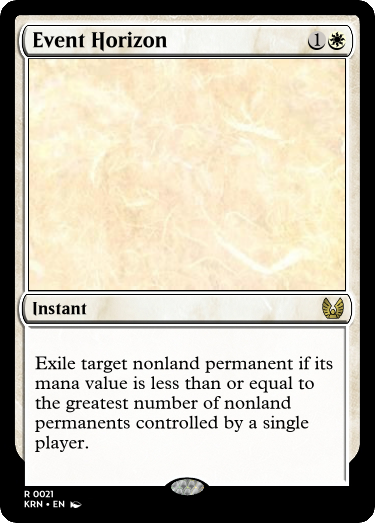 Event Horizon 1
Instant
Exile target nonland permanent if its
mana value is less than or equal to
the greatest number of nonland
permanents controlled by a single
player.
R 0021
KRN • EN